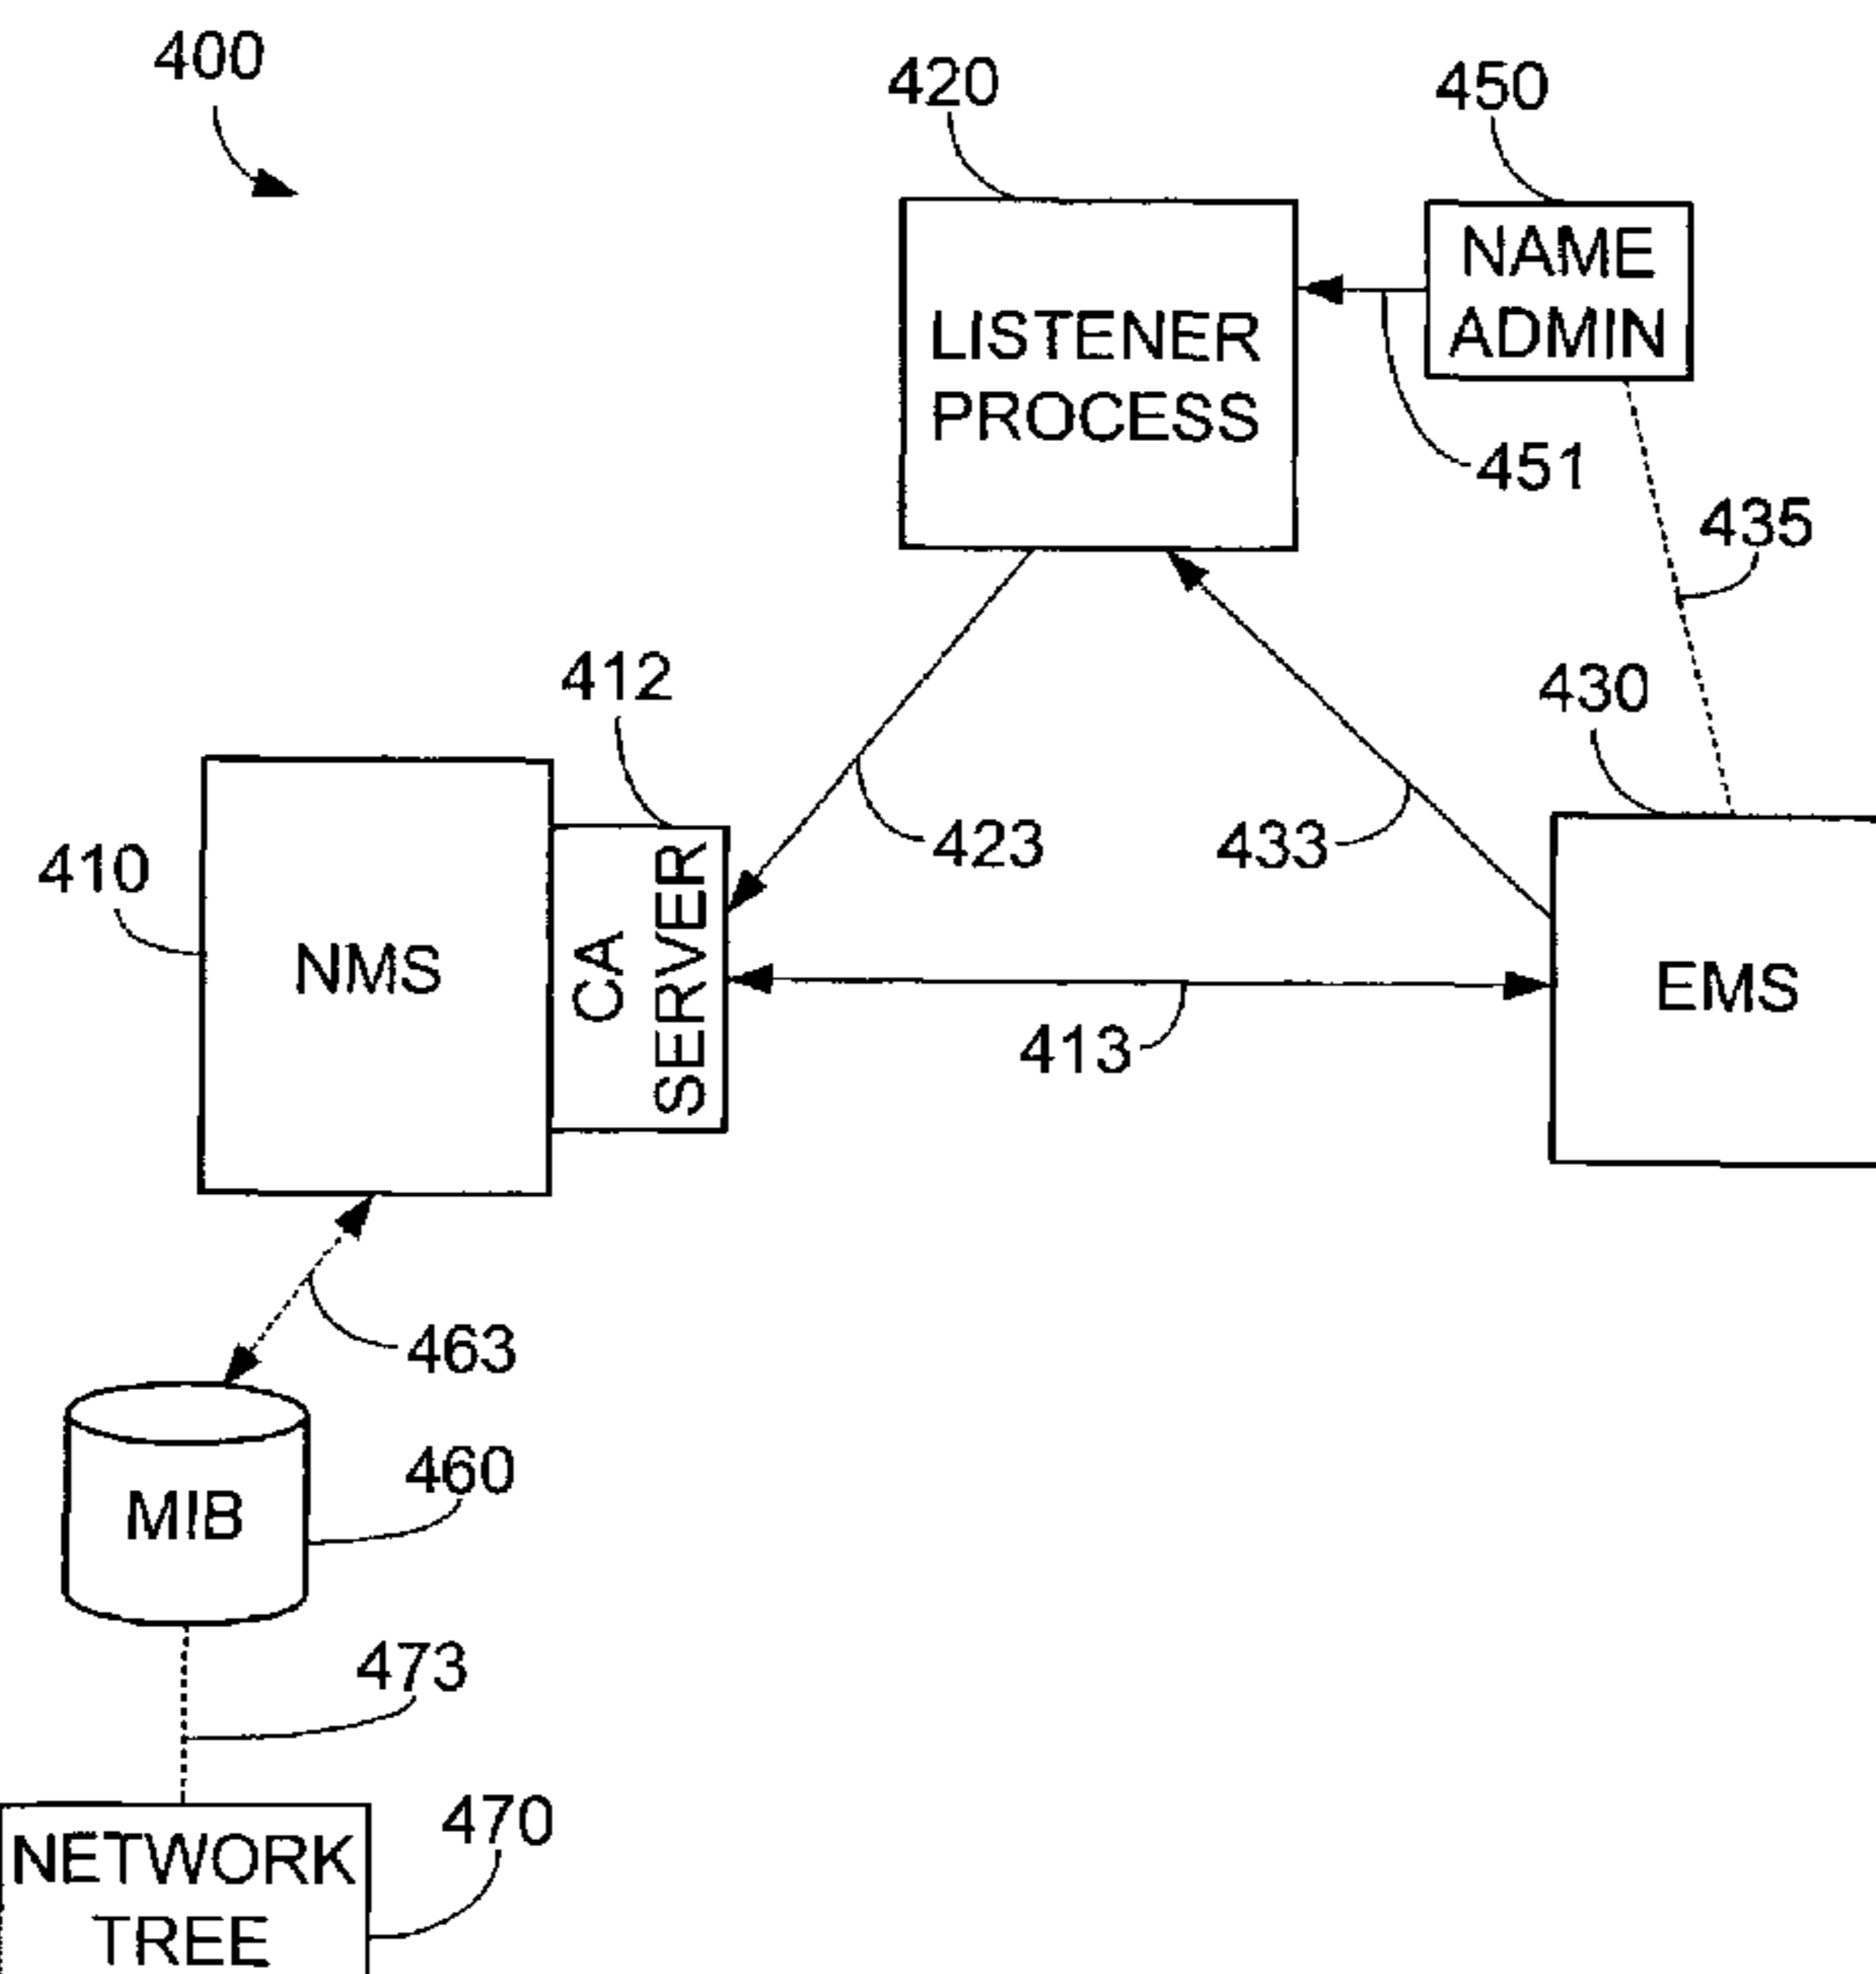 400
420
450
NAME
ADMIN
LISTENER
PROCESS
451
435
412
430
423
433
410
NMS
CA
SERVER
EMS
413
463
460
MIB
473
470
NETWORK
TREE